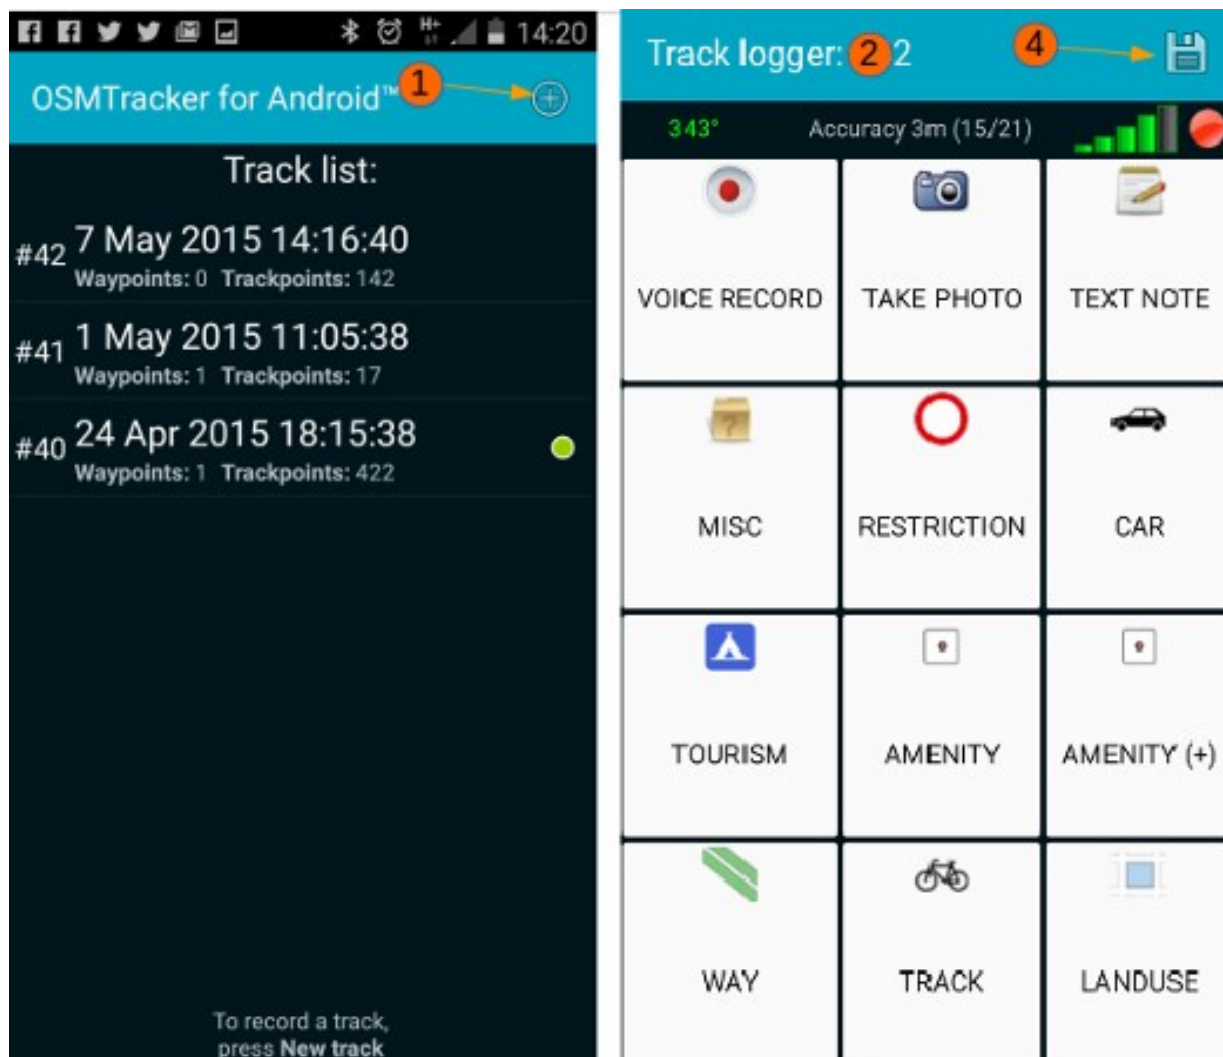 14:20
OSMTracker for Android™ 1
Track list:
#42 7 May 2015 14:16:40
Waypoints: 0 Trackpoints: 142
#41 1 May 2015 11:05:38
Waypoints: 1 Trackpoints: 17
#40 24 Apr 2015 18:15:38
Waypoints: 1 Trackpoints: 422
To record a track,
press New track
Track logger: 2 2 4
343° Accuracy 3m (15/21)
VOICE RECORD TAKE PHOTO TEXT NOTE
MISC RESTRICTION CAR
TOURISM AMENITY AMENITY (+)
WAY TRACK LANDUSE